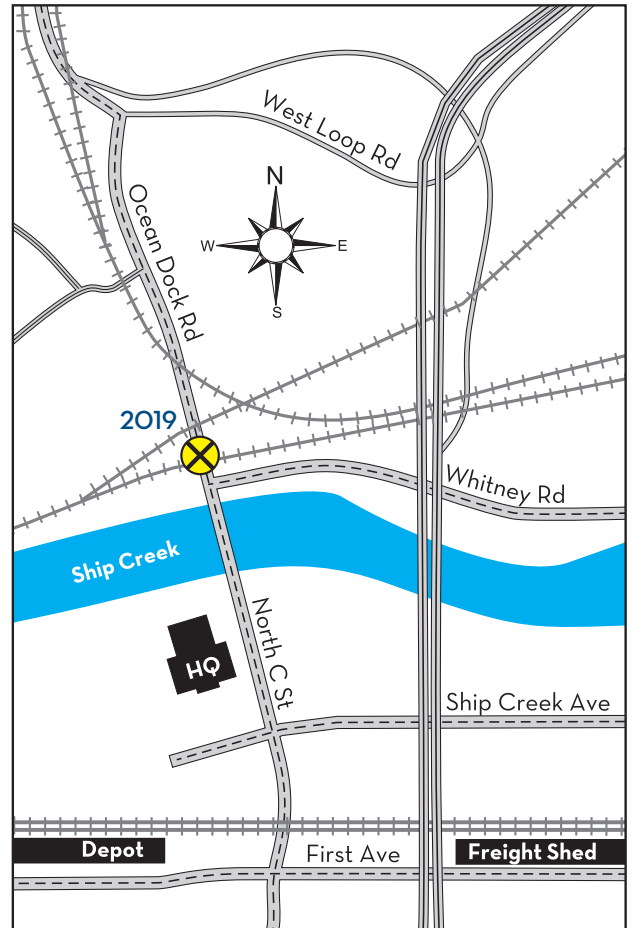 West Loop Rd
N
Ocean Dock Rd
W
E
S
2019
Whitney Rd
Ship Creek
North C St
HQ
Ship Creek Ave
Depot
First Ave
Freight Shed